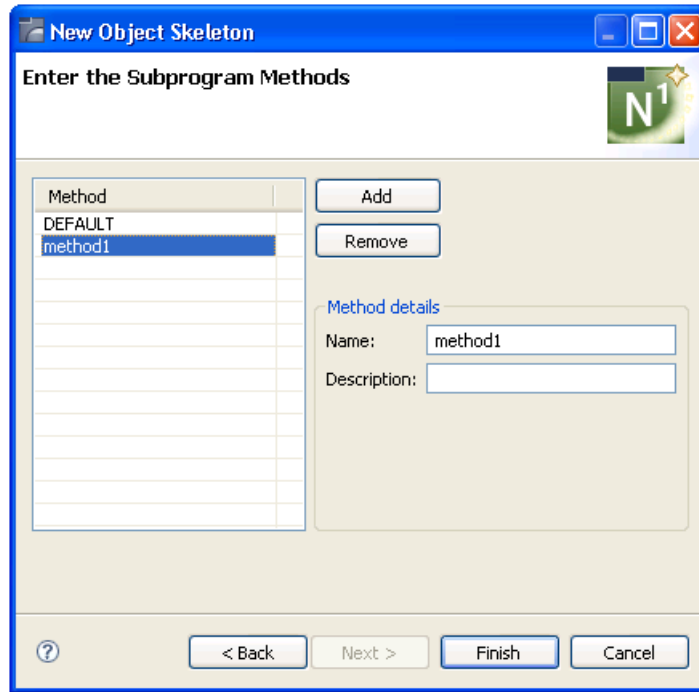 New Object Skeleton
Enter the Subprogram Methods
N1
Method
DEFAULT
method1
Add
Remove
Method details
Name: method1
Description:
?
< Back Next > Finish Cancel